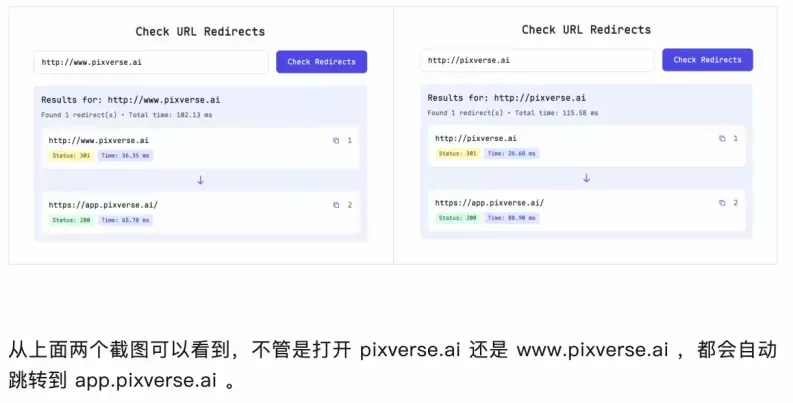 Check URL Redirects
http://www.pixverse.ai
Check Redirects
Results for: http://www.pixverse.ai
Found 1 redirect(s) • Total time: 102.13 ms
http://www.pixverse.ai
1
Status: 301 Time: 36.35 ms
↓
https://app.pixverse.ai/
2
Status: 200 Time: 65.78 ms
Check URL Redirects
http://pixverse.ai
Check Redirects
Results for: http://pixverse.ai
Found 1 redirect(s) • Total time: 115.58 ms
http://pixverse.ai
1
Status: 301 Time: 26.68 ms
↓
https://app.pixverse.ai/
2
Status: 200 Time: 88.90 ms
从上面两个截图可以看到，不管是打开 pixverse.ai 还是 www.pixverse.ai ，都会自动
跳转到 app.pixverse.ai 。